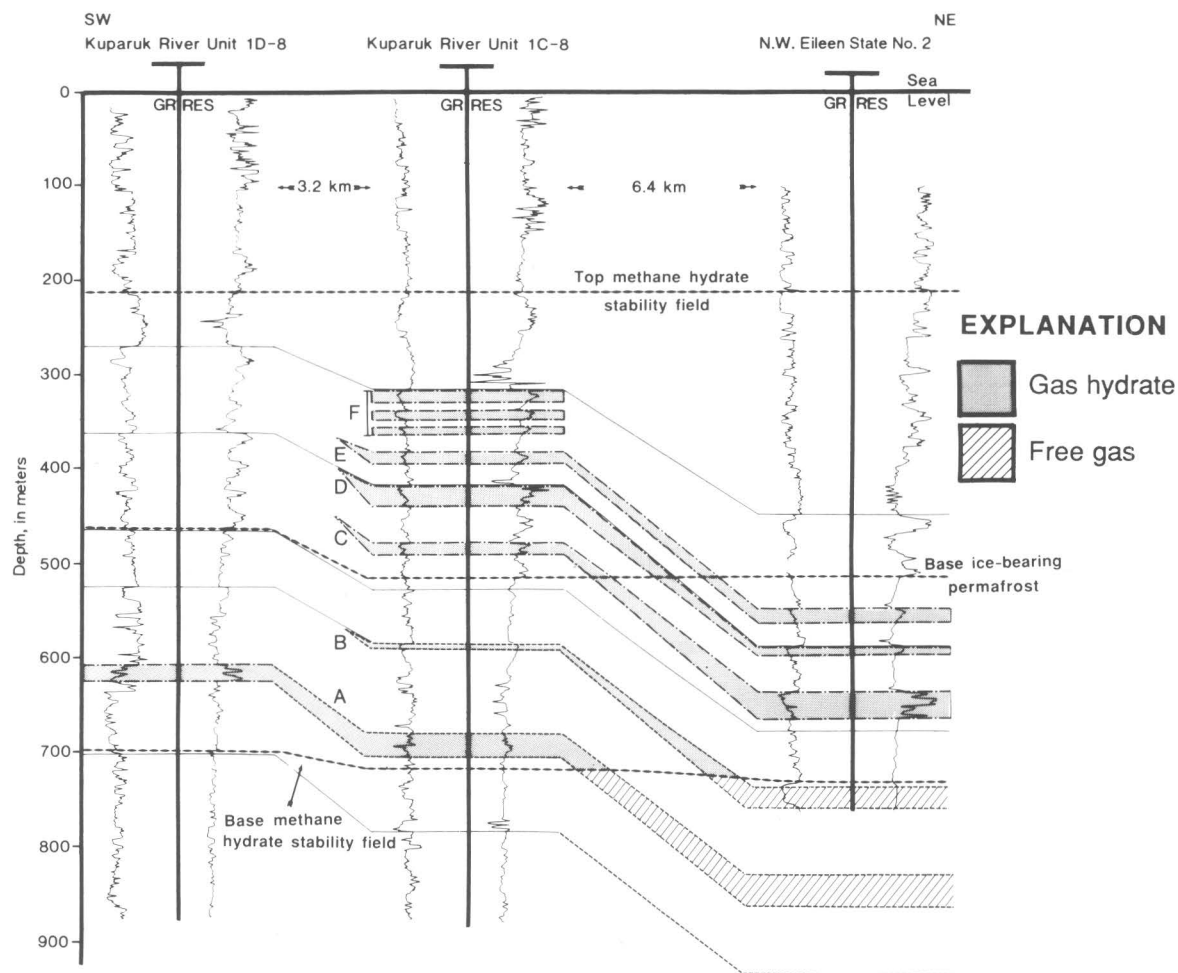 SW
NE
Kuparuk River Unit 1D-8
Kuparuk River Unit 1C-8
N.W. Eileen State No. 2
Sea
Level
0
GR RES
GR RES
GR RES
100
3.2 km
6.4 km
200
Top methane hydrate
stability field
EXPLANATION
Gas hydrate
Free gas
300
F
400
E
D
C
500
Depth, in meters
Base ice-bearing
permafrost
600
B
A
700
Base methane
hydrate stability field
800
900